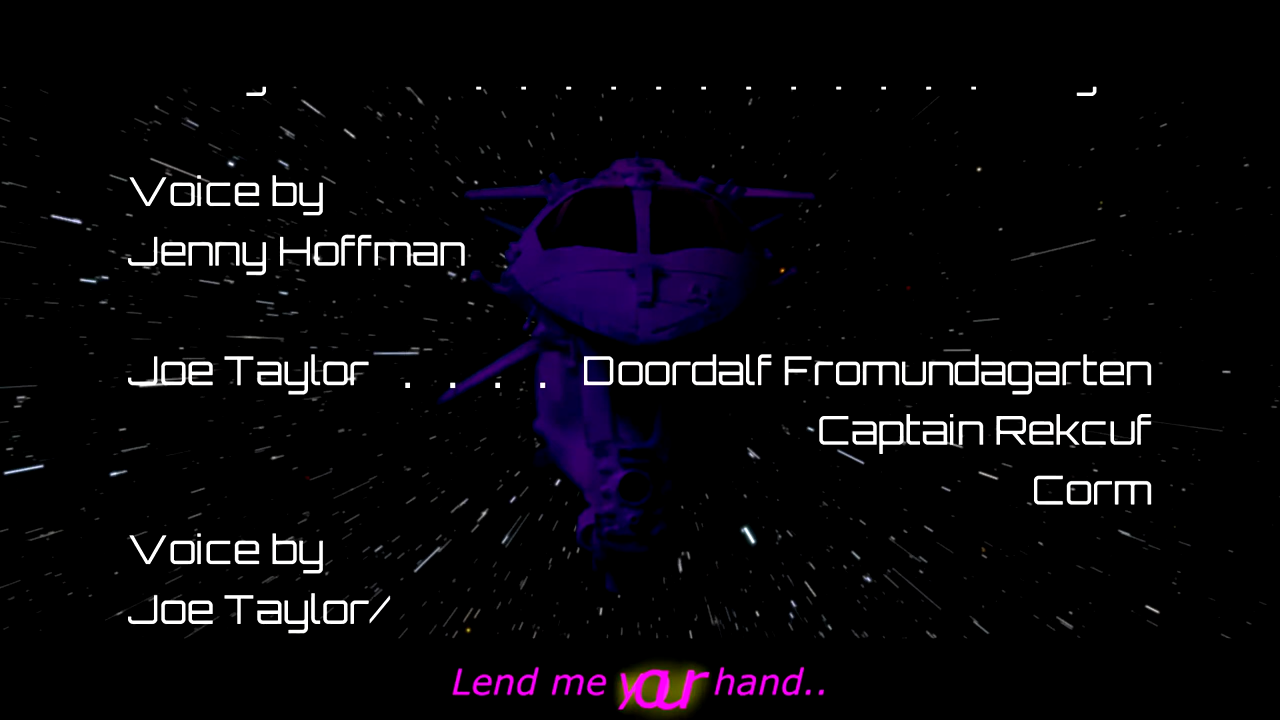 Voice by
Jenny Hoffman
Joe Taylor . . . . Doordalf Fromundagarten
Captain Rekcuf
Corm
Voice by
Joe Taylor/
Lend me your hand..